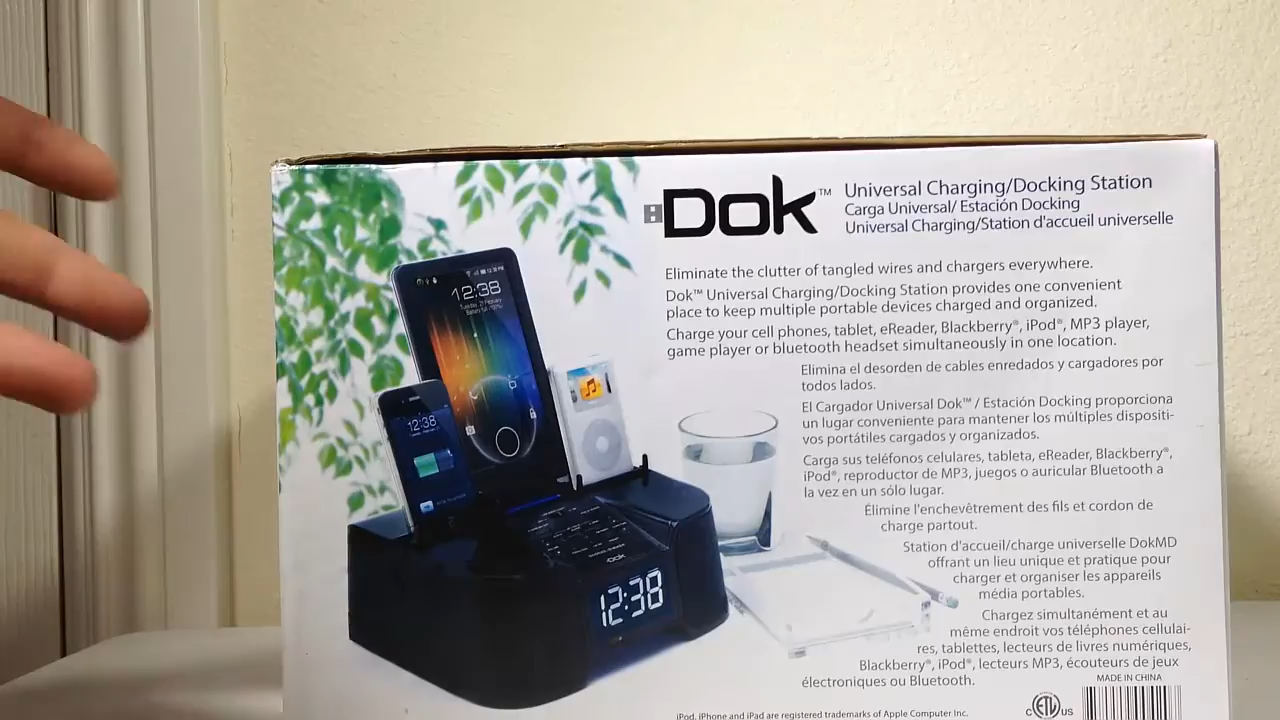 Dok™
Universal Charging/Docking Station
Carga Universal/ Estación Docking
Universal Charging/Station d'accueil universelle
Eliminate the clutter of tangled wires and chargers everywhere.
Dok™ Universal Charging/Docking Station provides one convenient
place to keep multiple portable devices charged and organized.
Charge your cell phones, tablet, eReader, Blackberry®, iPod®, MP3 player,
game player or bluetooth headset simultaneously in one location.
Elimina el desorden de cables enredados y cargadores por
todos lados.
El Cargador Universal Dok™ / Estación Docking proporciona
un lugar conveniente para mantener los múltiples dispositi-
vos portátiles cargados y organizados.
Carga sus teléfonos celulares, tableta, eReader, Blackberry®,
iPod®, reproductor de MP3, juegos o auricular Bluetooth a
la vez en un sólo lugar.
Élimine l'enchevêtrement des fils et cordon de
charge partout.
Station d'accueil/charge universelle DokMD
offrant un lieu unique et pratique pour
charger et organiser les appareils
média portables.
Chargez simultanément et au
même endroit vos téléphones cellulai-
res, tablettes, lecteurs de livres numériques,
Blackberry®, iPod®, lecteurs MP3, écouteurs de jeux
électroniques ou Bluetooth.
MADE IN CHINA
C ETL US
iPod, iPhone and iPad are registered trademarks of Apple Computer Inc.
12:38
12:38
dok
12:38